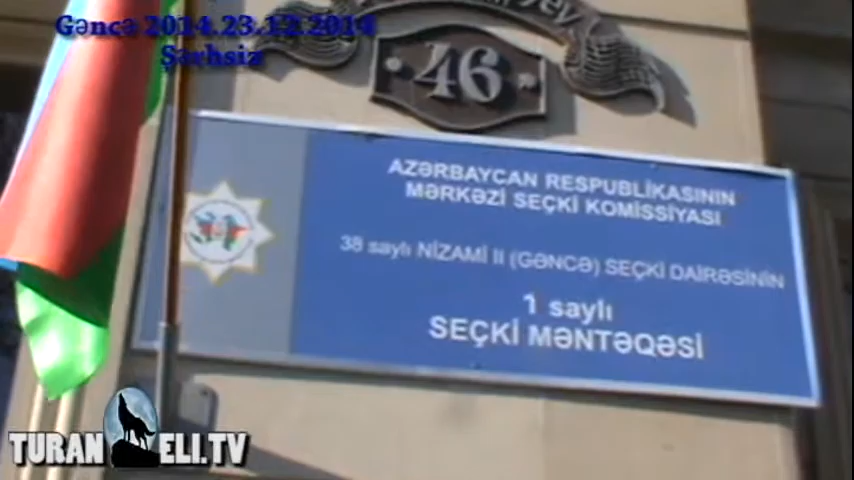 Gəncə 2014.23.12.2014
Şərhsiz
46
AZƏRBAYCAN RESPUBLİKASININ
MƏRKƏZİ SEÇKİ KOMİSSİYASI
38 saylı NİZAMİ II (GƏNCƏ) SEÇKİ DAİRƏSİNİN
1 saylı
SEÇKİ MƏNTƏQƏSİ
TURAN ELI.TV